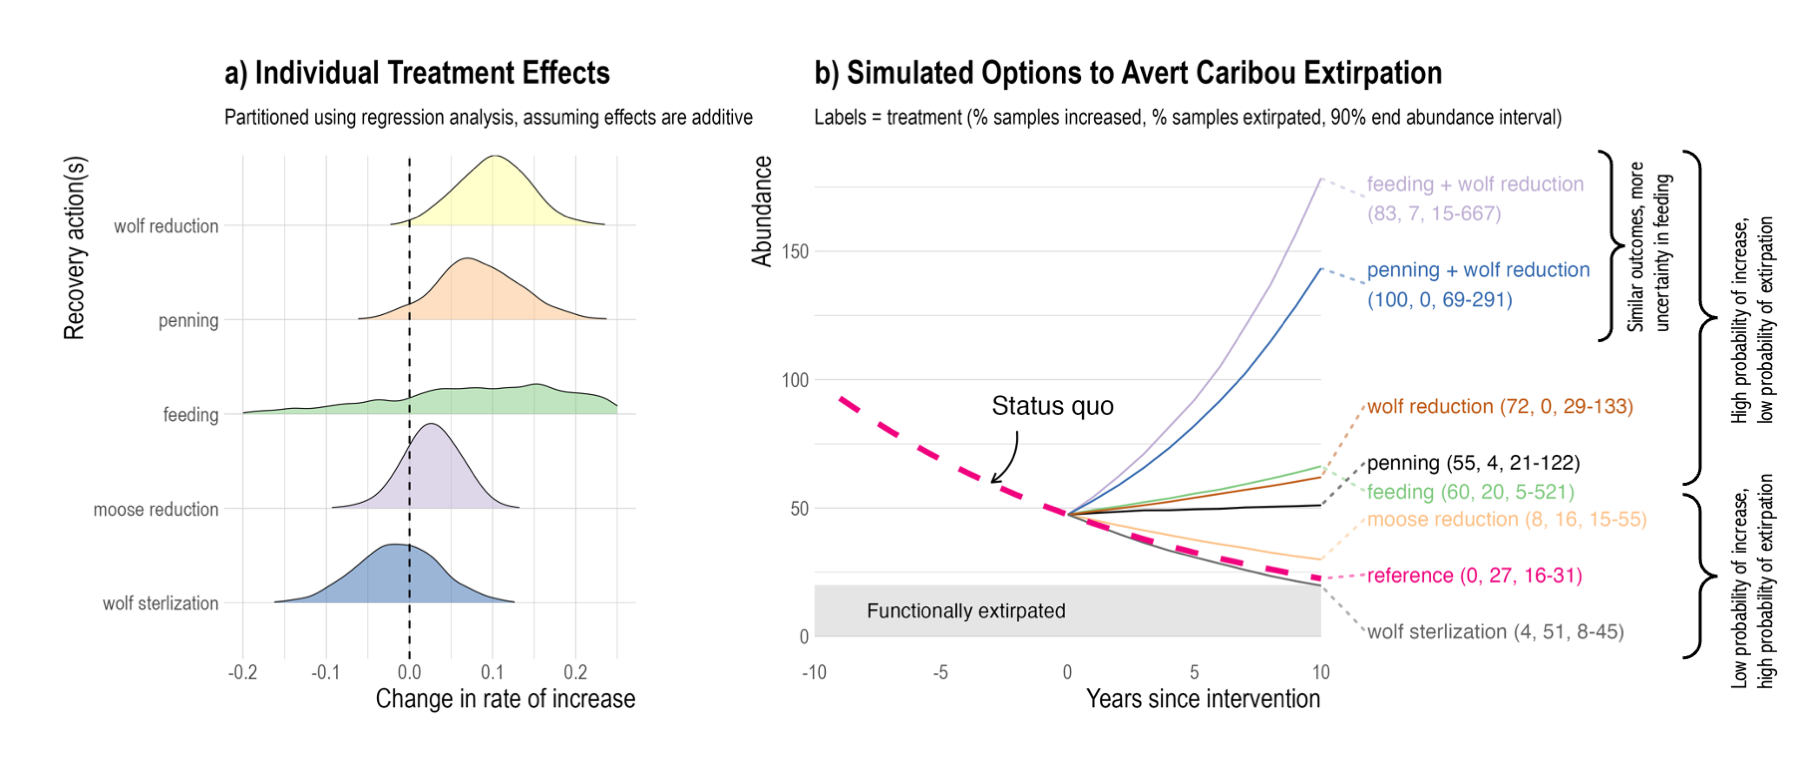 a) Individual Treatment Effects
Partitioned using regression analysis, assuming effects are additive
Recovery action(s)
wolf reduction
penning
feeding
moose reduction
wolf sterlization
-0.2
-0.1
0.0
0.1
0.2
Change in rate of increase
b) Simulated Options to Avert Caribou Extirpation
Labels = treatment (% samples increased, % samples extirpated, 90% end abundance interval)
Abundance
150
100
50
0
Status quo
Functionally extirpated
-10
-5
0
5
10
Years since intervention
feeding + wolf reduction
(83, 7, 15-667)
penning + wolf reduction
(100, 0, 69-291)
wolf reduction (72, 0, 29-133)
penning (55, 4, 21-122)
feeding (60, 20, 5-521)
moose reduction (8, 16, 15-55)
reference (0, 27, 16-31)
wolf sterlization (4, 51, 8-45)
Similar outcomes, more
uncertainty in feeding
High probability of increase,
low probability of extirpation
Low probability of increase,
high probability of extirpation